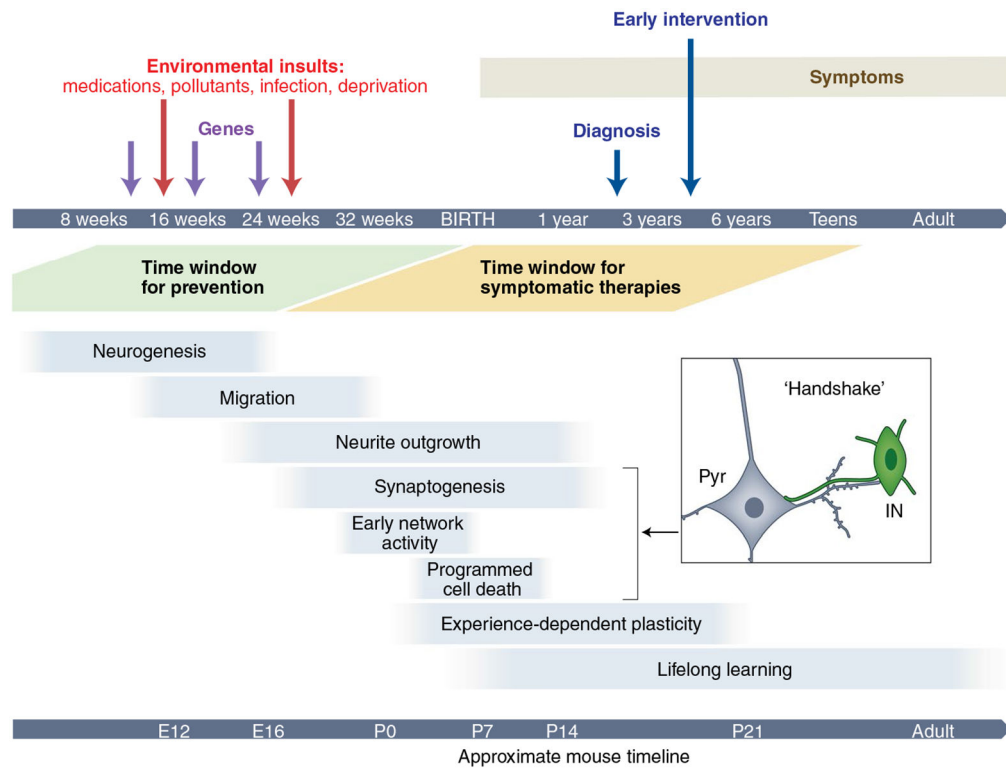 Early intervention
Environmental insults:
medications, pollutants, infection, deprivation
Symptoms
Genes
Diagnosis
8 weeks 16 weeks 24 weeks 32 weeks BIRTH 1 year 3 years 6 years Teens Adult
Time window
for prevention
Time window for
symptomatic therapies
Neurogenesis
Migration
Neurite outgrowth
Synaptogenesis
Early network
activity
Programmed
cell death
Experience-dependent plasticity
Lifelong learning
'Handshake'
Pyr
IN
E12 E16 P0 P7 P14 P21 Adult
Approximate mouse timeline